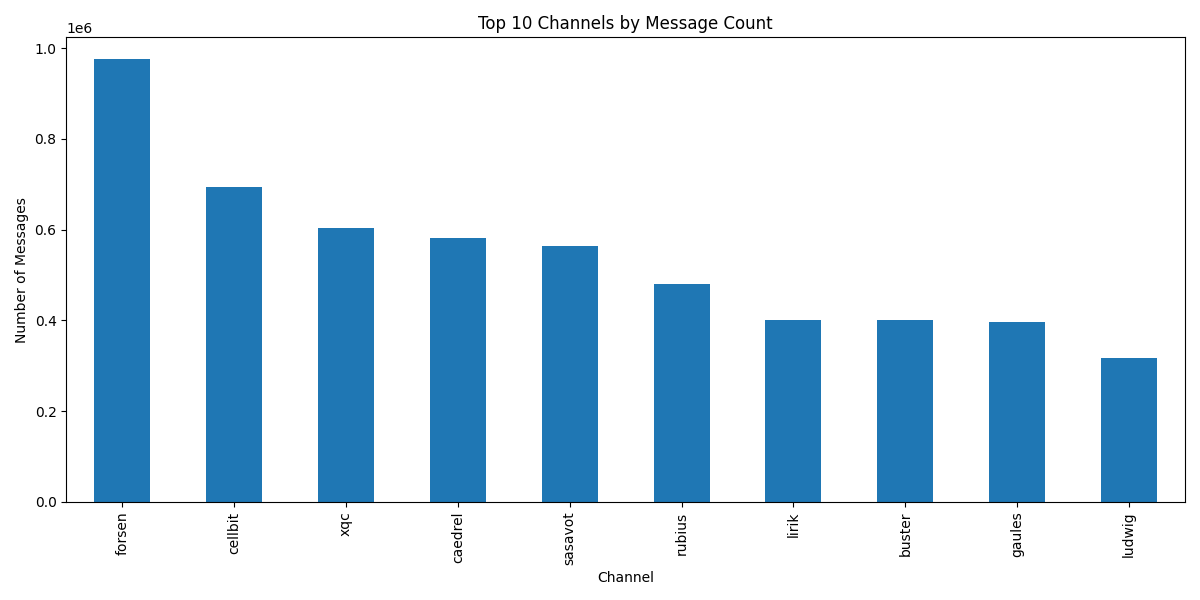 Top 10 Channels by Message Count
1e6
1.0
0.8
0.6
0.4
0.2
0.0
Number of Messages
forsen
cellbit
xqc
caedrel
sasavot
rubius
lirik
buster
gaules
ludwig
Channel